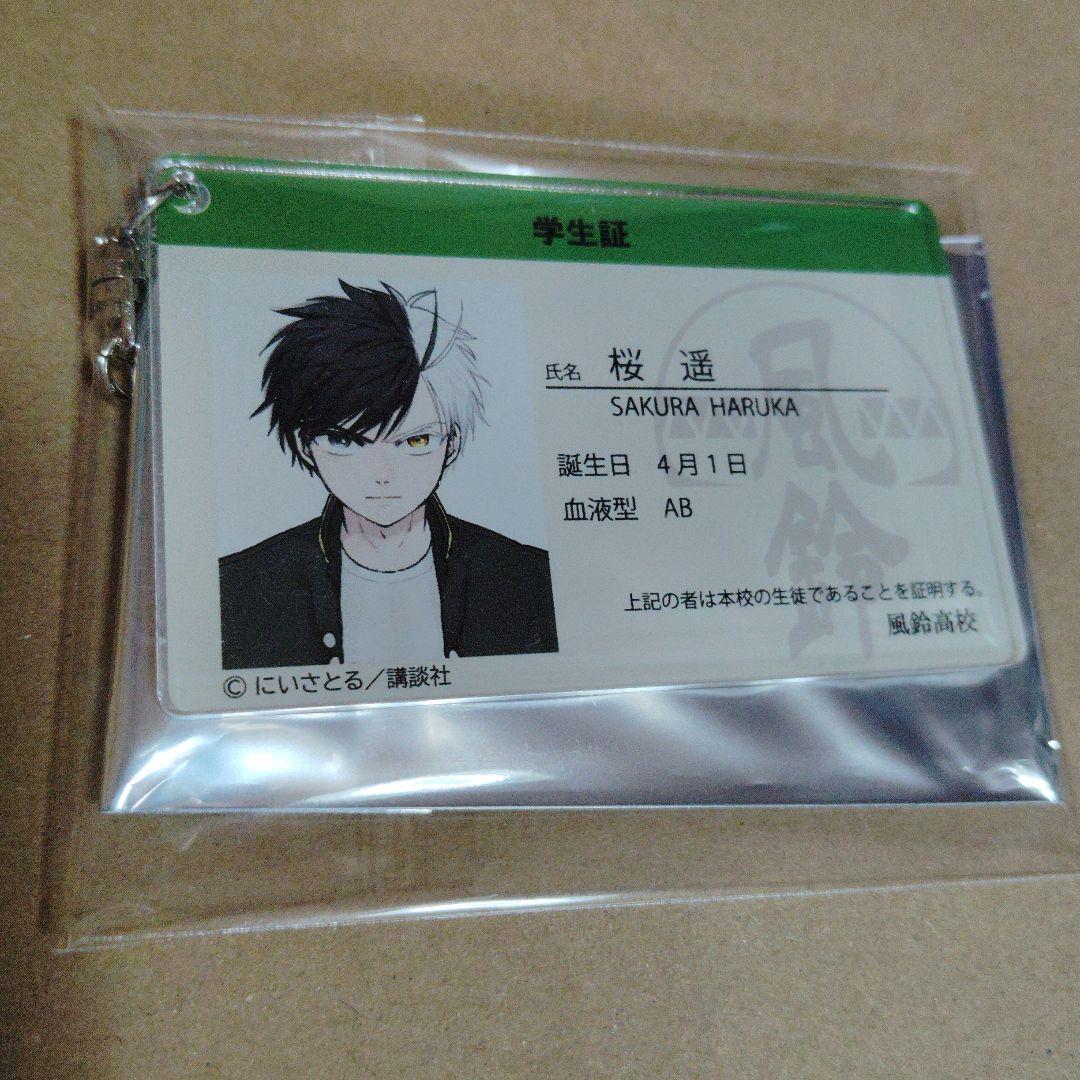 学生証
氏名 桜 遥
SAKURA HARUKA
誕生日 4月1日
血液型 AB
風鈴
上記の者は本校の生徒であることを証明する。
風鈴高校
© にいさとる／講談社